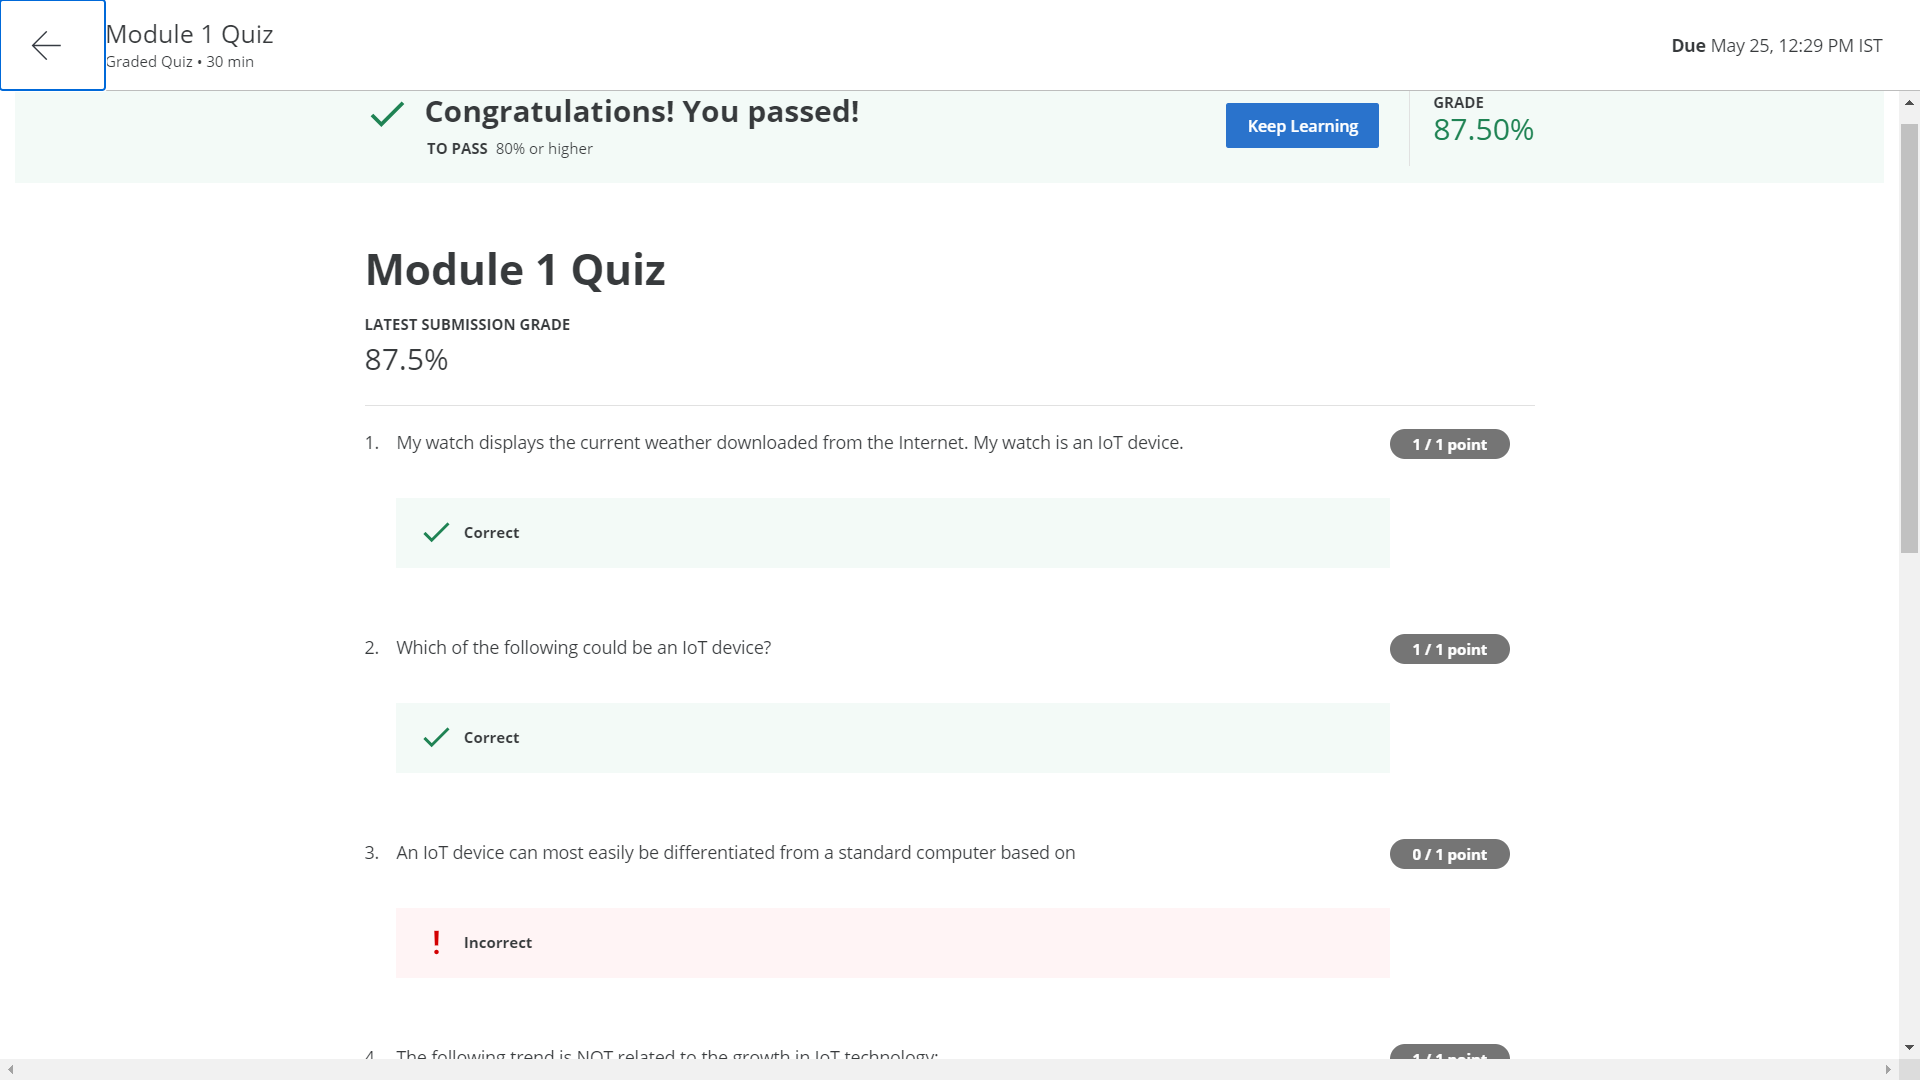 Module 1 Quiz
Graded Quiz • 30 min
Due May 25, 12:29 PM IST
Congratulations! You passed!
TO PASS 80% or higher
Keep Learning
GRADE
87.50%
Module 1 Quiz
LATEST SUBMISSION GRADE
87.5%
1. My watch displays the current weather downloaded from the Internet. My watch is an IoT device.
1 / 1 point
Correct
2. Which of the following could be an IoT device?
1 / 1 point
Correct
3. An IoT device can most easily be differentiated from a standard computer based on
0 / 1 point
! Incorrect
4. The following trend is NOT related to the growth in IoT technology:
1 / 1 point